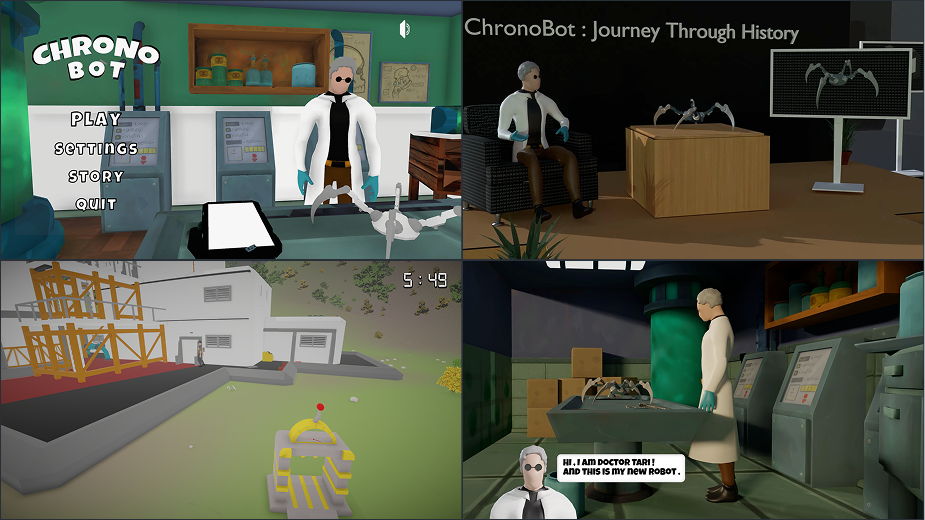 CHRONO
BOT
PLAY
SETTINGS
STORY
QUIT
ChronoBot : Journey Through History
5:49
HI, I AM DOCTOR TARI !
AND THIS IS MY NEW ROBOT .